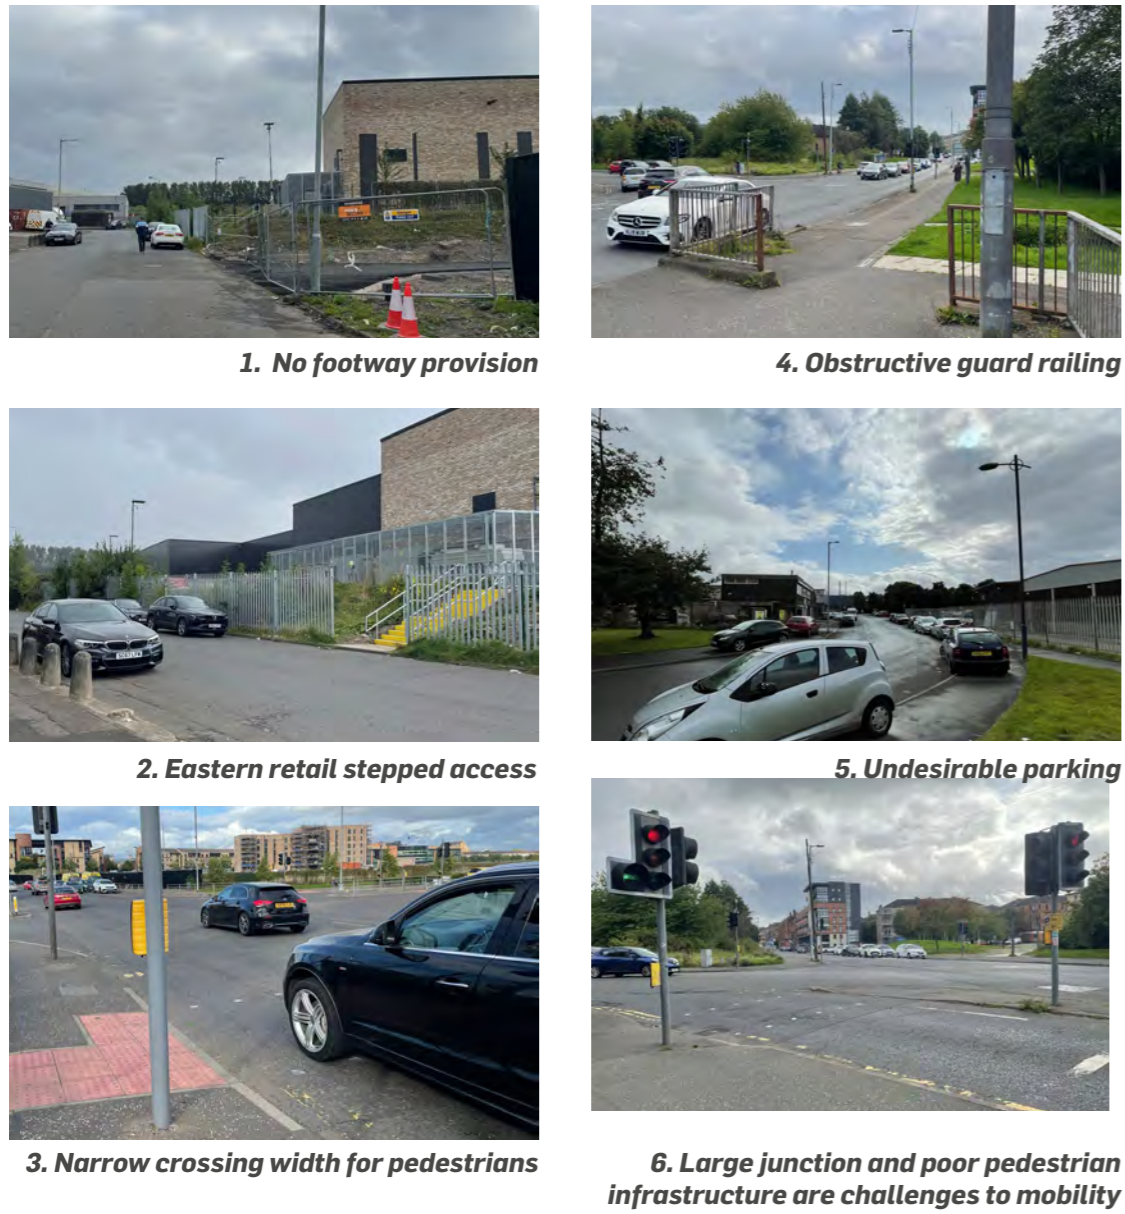 1. No footway provision
4. Obstructive guard railing
2. Eastern retail stepped access
5. Undesirable parking
3. Narrow crossing width for pedestrians
6. Large junction and poor pedestrian
infrastructure are challenges to mobility